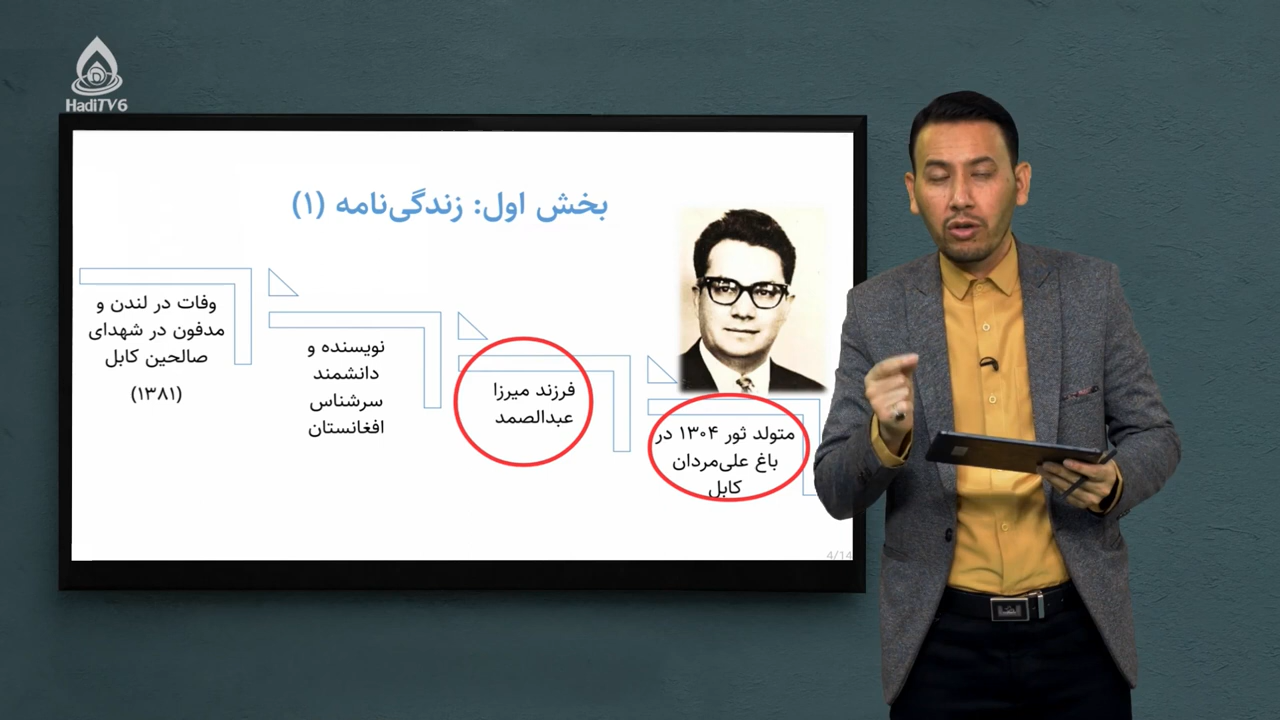 HadiTV6
بخش اول: زندگی‌نامه (۱)
متولد ثور ۱۳۰۴ در
باغ علی‌مردان
کابل
فرزند میرزا
عبدالصمد
نویسنده و
دانشمند
سرشناس
افغانستان
وفات در لندن و
مدفون در شهدای
صالحین کابل
(۱۳۸۱)
4/14